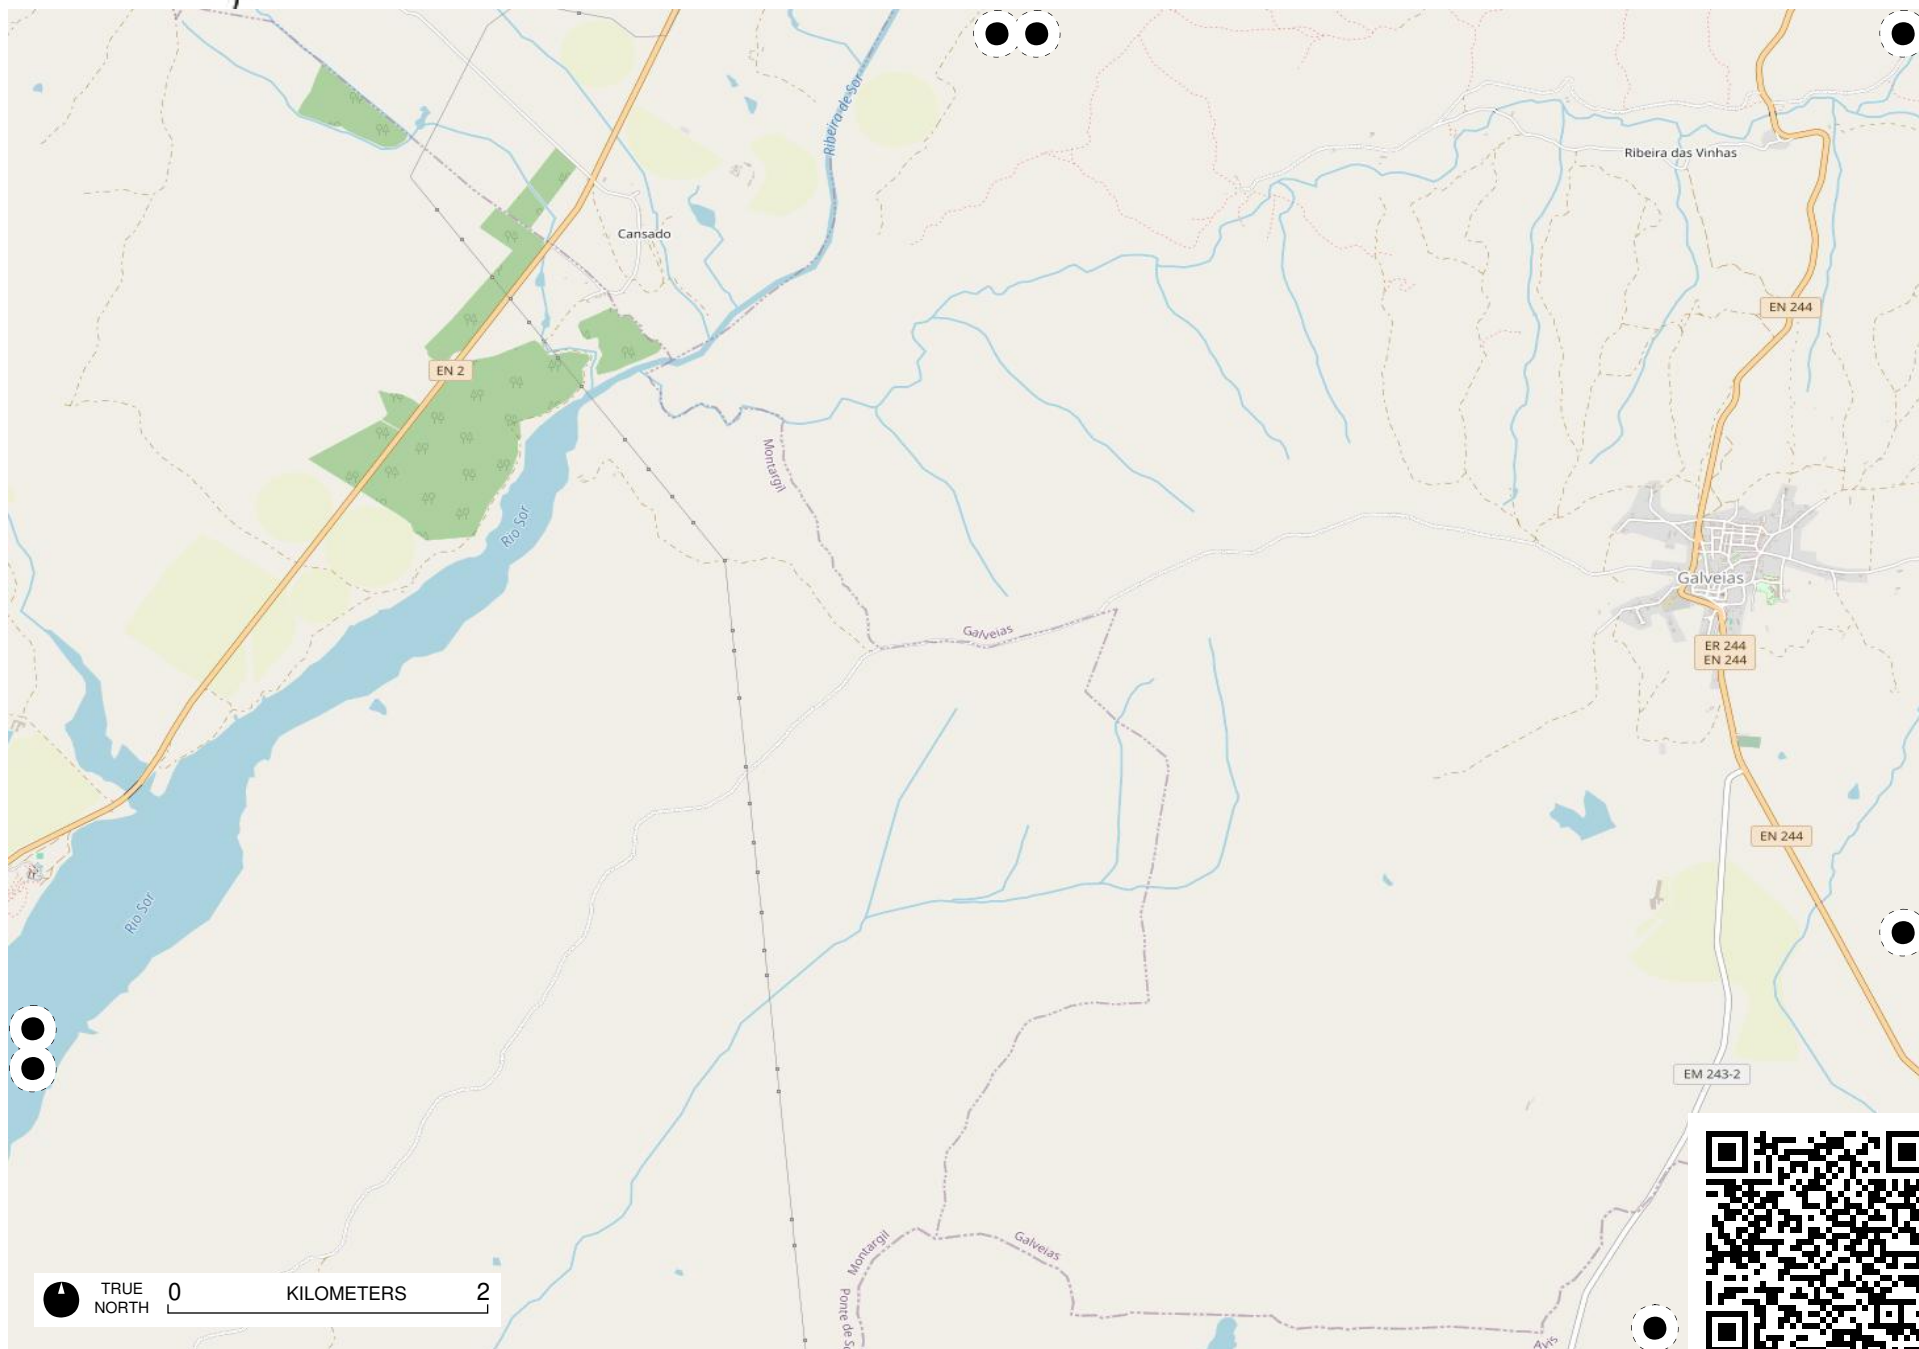 Ribeira de Sor
Ribeira das Vinhas
Cansado
EN 244
EN 2
Montargil
Rio Sor
Galveias
Galveias
ER 244
EN 244
EN 244
Rio Sor
EM 243-2
Montargil
Galveias
TRUE
NORTH
0 KILOMETERS 2
Ponte de So
Avis